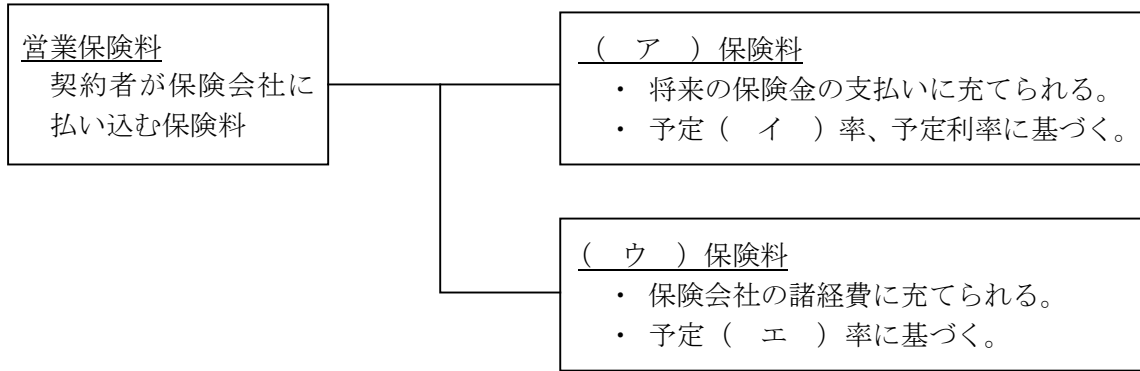 営業保険料
契約者が保険会社に
払い込む保険料
（　ア　）保険料
・ 将来の保険金の支払いに充てられる。
・ 予定（　イ　）率、予定利率に基づく。
（　ウ　）保険料
・ 保険会社の諸経費に充てられる。
・ 予定（　エ　）率に基づく。